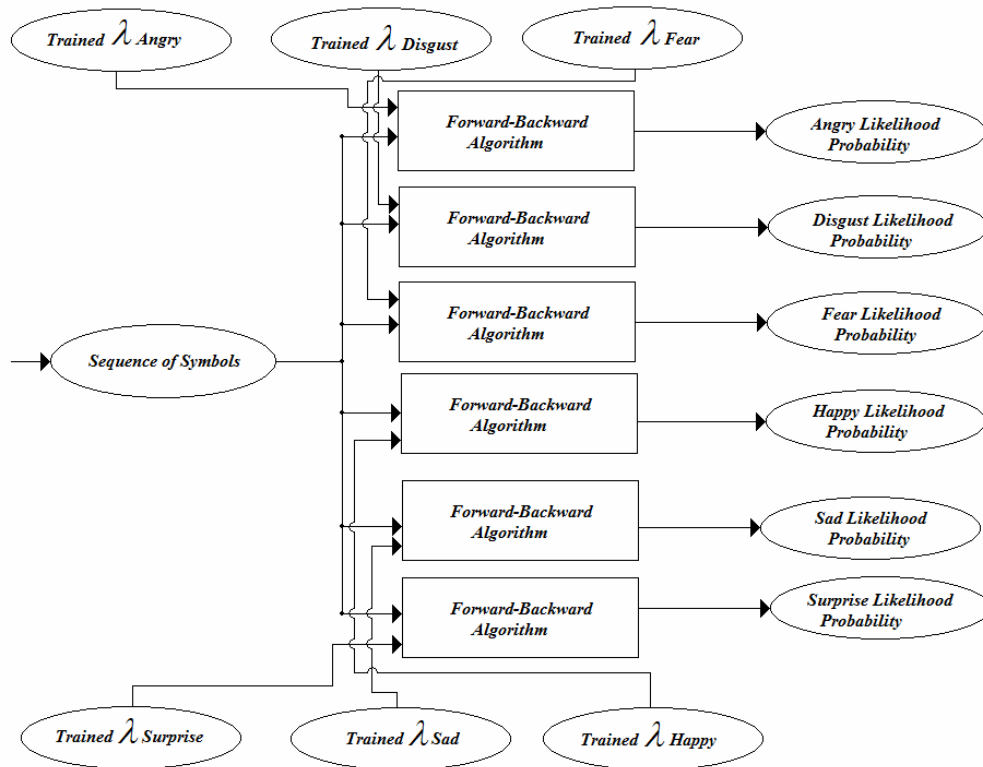 Trained λ Angry
Trained λ Disgust
Trained λ Fear
Forward-Backward
Algorithm
Angry Likelihood
Probability
Forward-Backward
Algorithm
Disgust Likelihood
Probability
Forward-Backward
Algorithm
Fear Likelihood
Probability
Sequence of Symbols
Forward-Backward
Algorithm
Happy Likelihood
Probability
Forward-Backward
Algorithm
Sad Likelihood
Probability
Forward-Backward
Algorithm
Surprise Likelihood
Probability
Trained λ Surprise
Trained λ Sad
Trained λ Happy